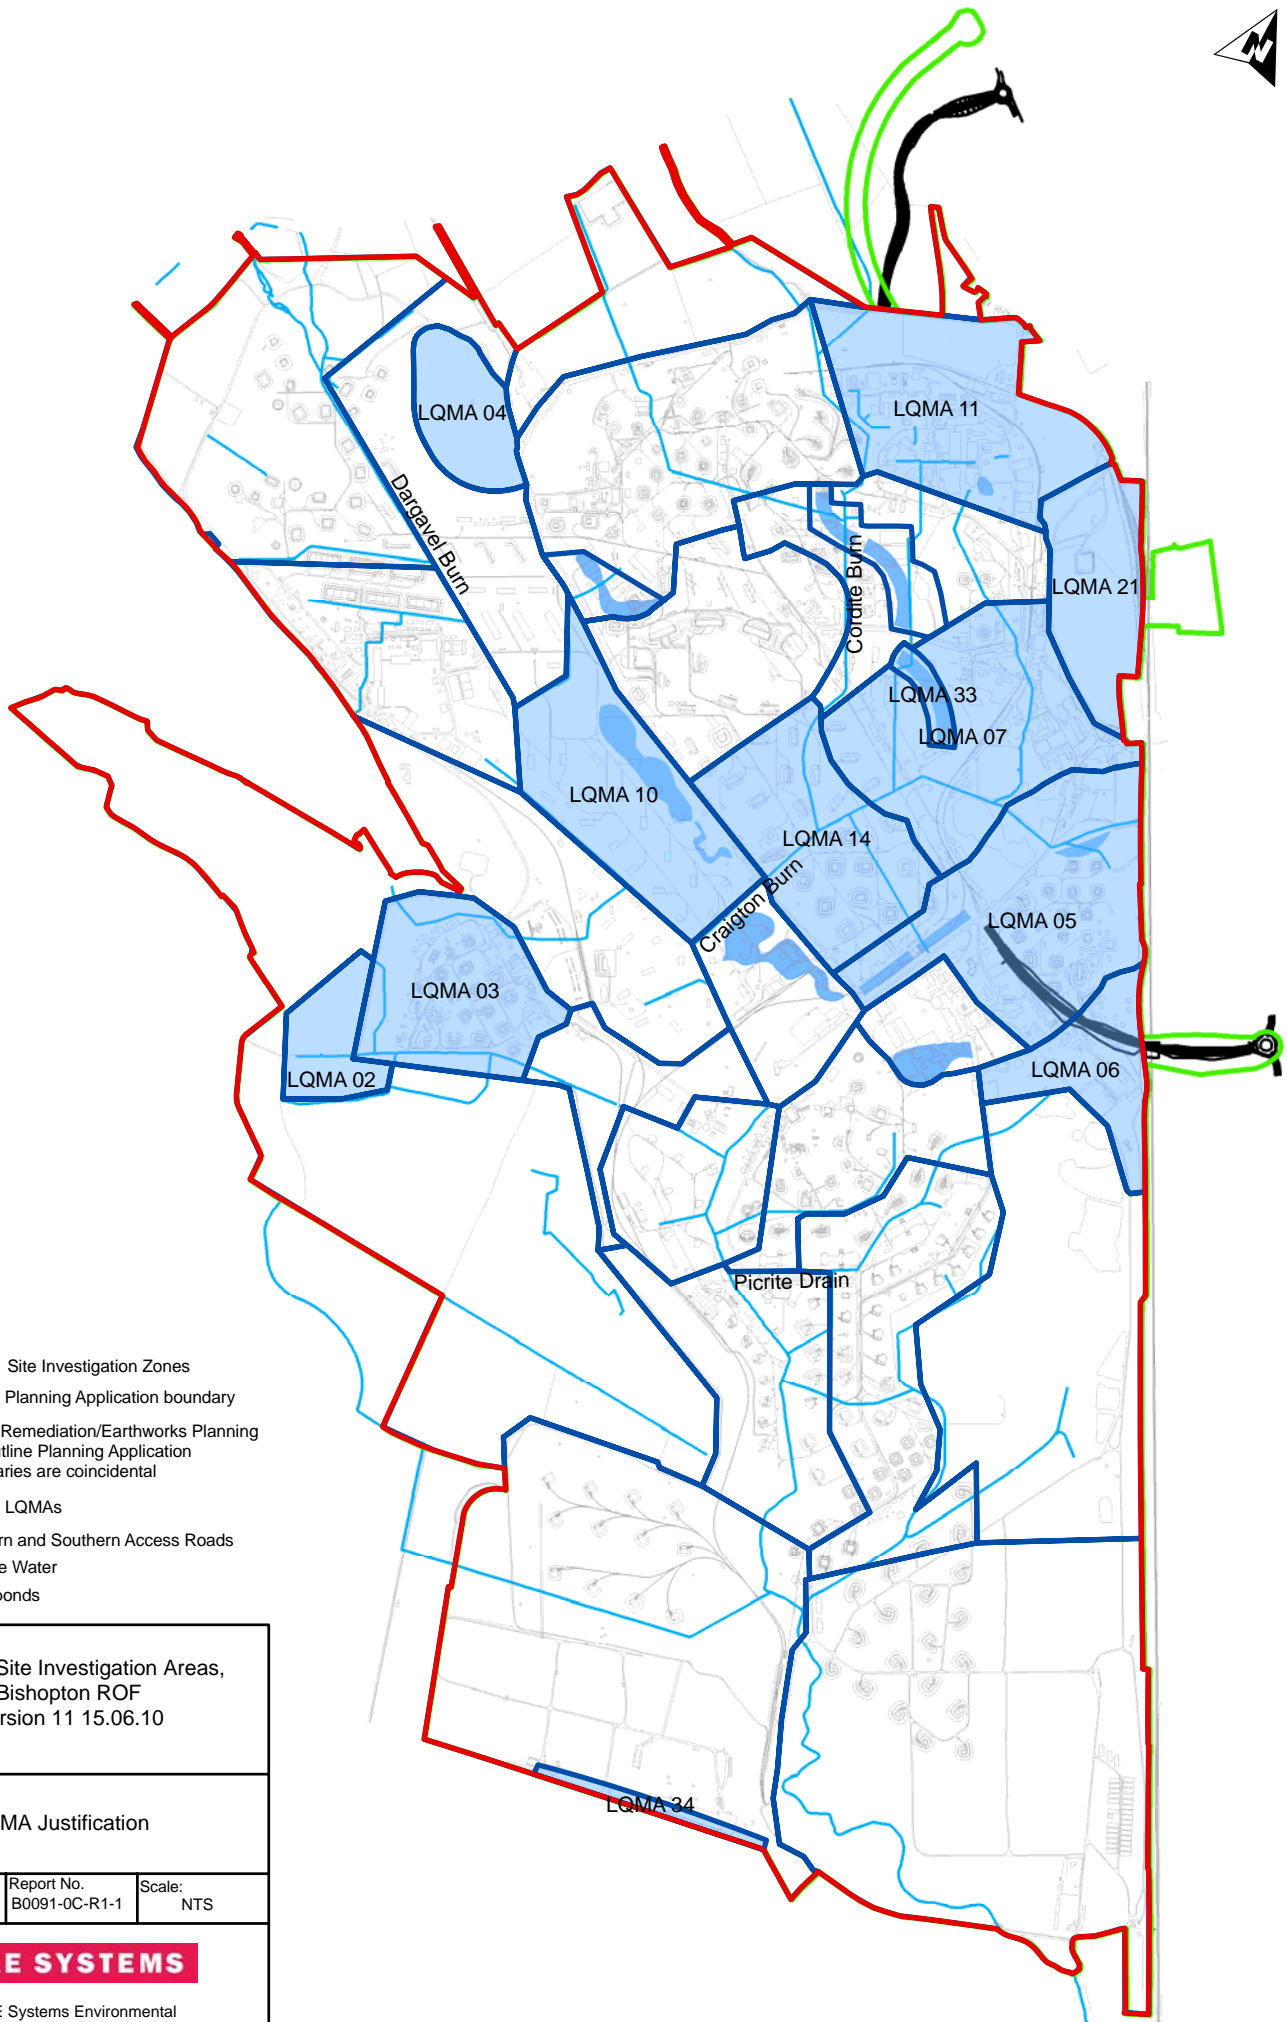 N
LQMA 04
LQMA 11
Dargavel Burn
Cordite Burn
LQMA 21
LQMA 33
LQMA 07
LQMA 10
LQMA 14
Craigton Burn
LQMA 05
LQMA 03
LQMA 02
LQMA 06
Picrite Drain
LQMA 34
Site Investigation Zones
Planning Application boundary
Remediation/Earthworks Planning
tline Planning Application
aries are coincidental
LQMAs
rn and Southern Access Roads
e Water
ponds
Site Investigation Areas,
Bishopton ROF
rsion 11 15.06.10
MA Justification
Report No.
B0091-0C-R1-1
Scale:
NTS
E SYSTEMS
E Systems Environmental